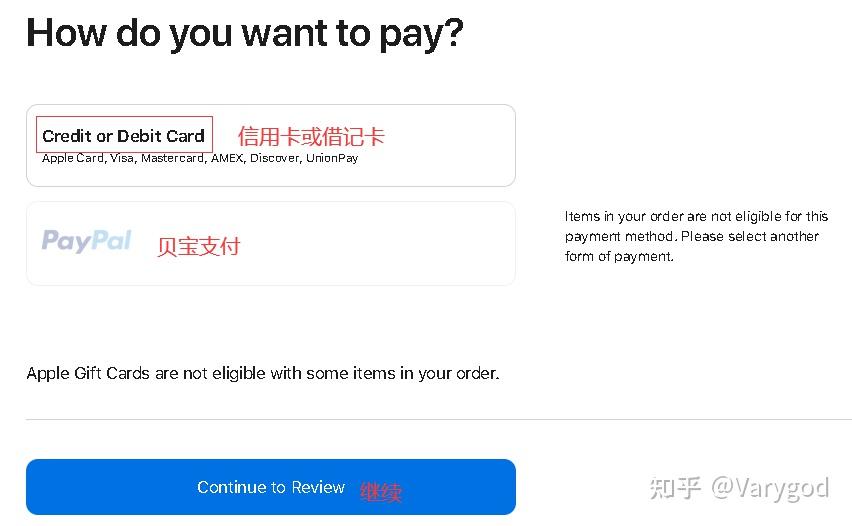 How do you want to pay?
Credit or Debit Card 信用卡或借记卡
Apple Card, Visa, Mastercard, AMEX, Discover, UnionPay
PayPal 贝宝支付
Items in your order are not eligible for this
payment method. Please select another
form of payment.
Apple Gift Cards are not eligible with some items in your order.
Continue to Review 继续
知乎 @Varygod